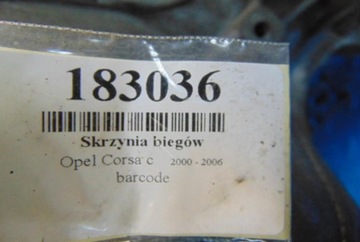 183036
Skrzynia biegów
Opel Corsa c 2000 - 2006
barcode